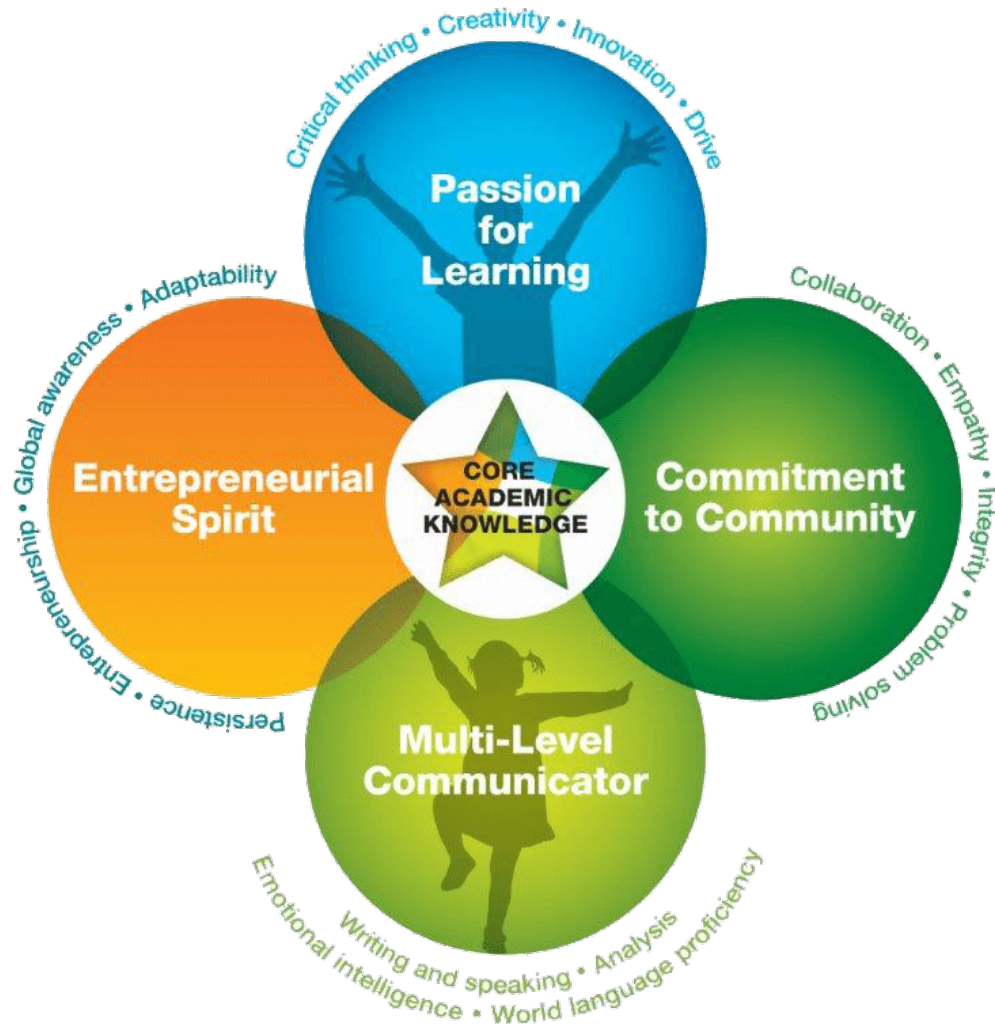 Critical thinking • Creativity • Innovation • Drive
Passion
for
Learning
Persistence • Entrepreneurship • Global awareness • Adaptability
Entrepreneurial
Spirit
CORE
ACADEMIC
KNOWLEDGE
Collaboration • Empathy • Integrity • Problem solving
Commitment
to Community
Multi-Level
Communicator
Writing and speaking • Analysis
Emotional intelligence • World language proficiency